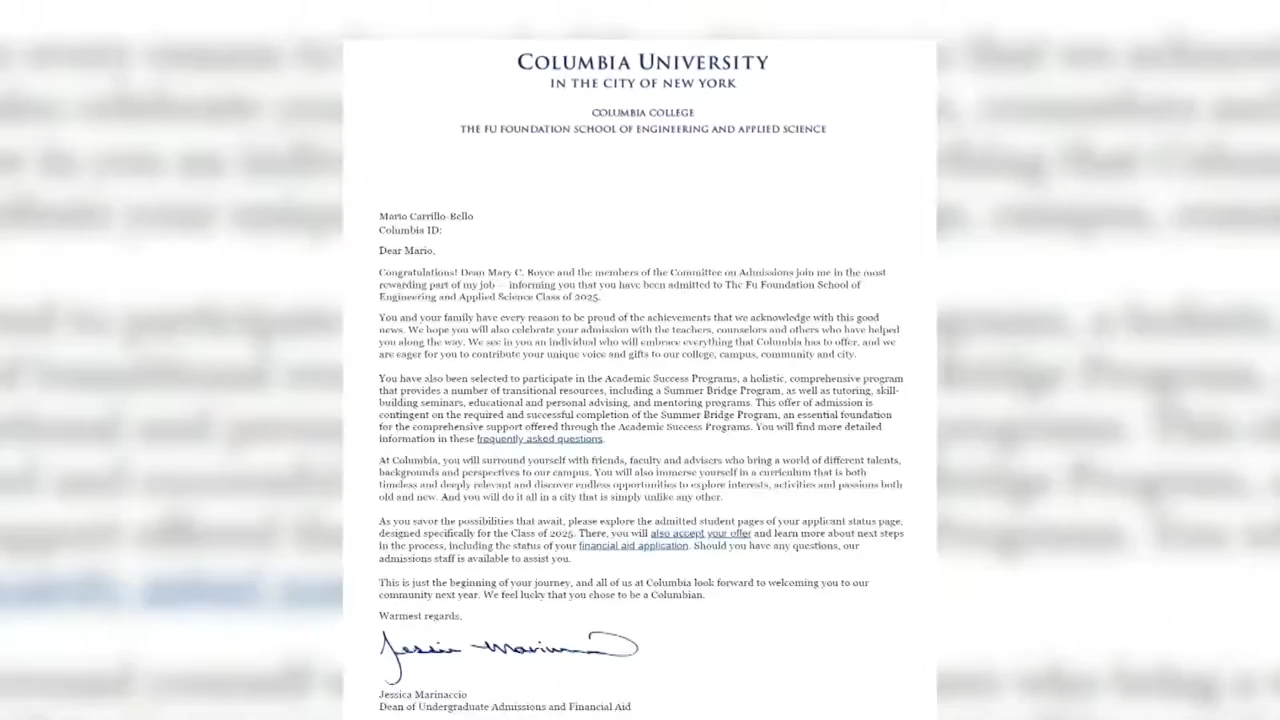 COLUMBIA UNIVERSITY
IN THE CITY OF NEW YORK
COLUMBIA COLLEGE
THE FU FOUNDATION SCHOOL OF ENGINEERING AND APPLIED SCIENCE
Mario Carrillo-Bello
Columbia ID:
Dear Mario,
Congratulations! Dean Mary C. Boyce and the members of the Committee on Admissions join me in the most
rewarding part of my job — informing you that you have been admitted to The Fu Foundation School of
Engineering and Applied Science Class of 2025.
You and your family have every reason to be proud of the achievements that we acknowledge with this good
news. We hope you will also celebrate your admission with the teachers, counselors and others who have helped
you along the way. We see in you an individual who will embrace everything that Columbia has to offer, and we
are eager for you to contribute your unique voice and gifts to our college, campus, community and city.
You have also been selected to participate in the Academic Success Programs, a holistic, comprehensive program
that provides a number of transitional resources, including a Summer Bridge Program, as well as tutoring, skill-
building seminars, educational and personal advising, and mentoring programs. This offer of admission is
contingent on the required and successful completion of the Summer Bridge Program, an essential foundation
for the comprehensive support offered through the Academic Success Programs. You will find more detailed
information in these frequently asked questions.
At Columbia, you will surround yourself with friends, faculty and advisers who bring a world of different talents,
backgrounds and perspectives to our campus. You will also immerse yourself in a curriculum that is both
timeless and deeply relevant and discover endless opportunities to explore interests, activities and passions both
old and new. And you will do it all in a city that is simply unlike any other.
As you savor the possibilities that await, please explore the admitted student pages of your applicant status page,
designed specifically for the Class of 2025. There, you will also accept your offer and learn more about next steps
in the process, including the status of your financial aid application. Should you have any questions, our
admissions staff is available to assist you.
This is just the beginning of your journey, and all of us at Columbia look forward to welcoming you to our
community next year. We feel lucky that you chose to be a Columbian.
Warmest regards,
Jessica Marinaccio
Dean of Undergraduate Admissions and Financial Aid